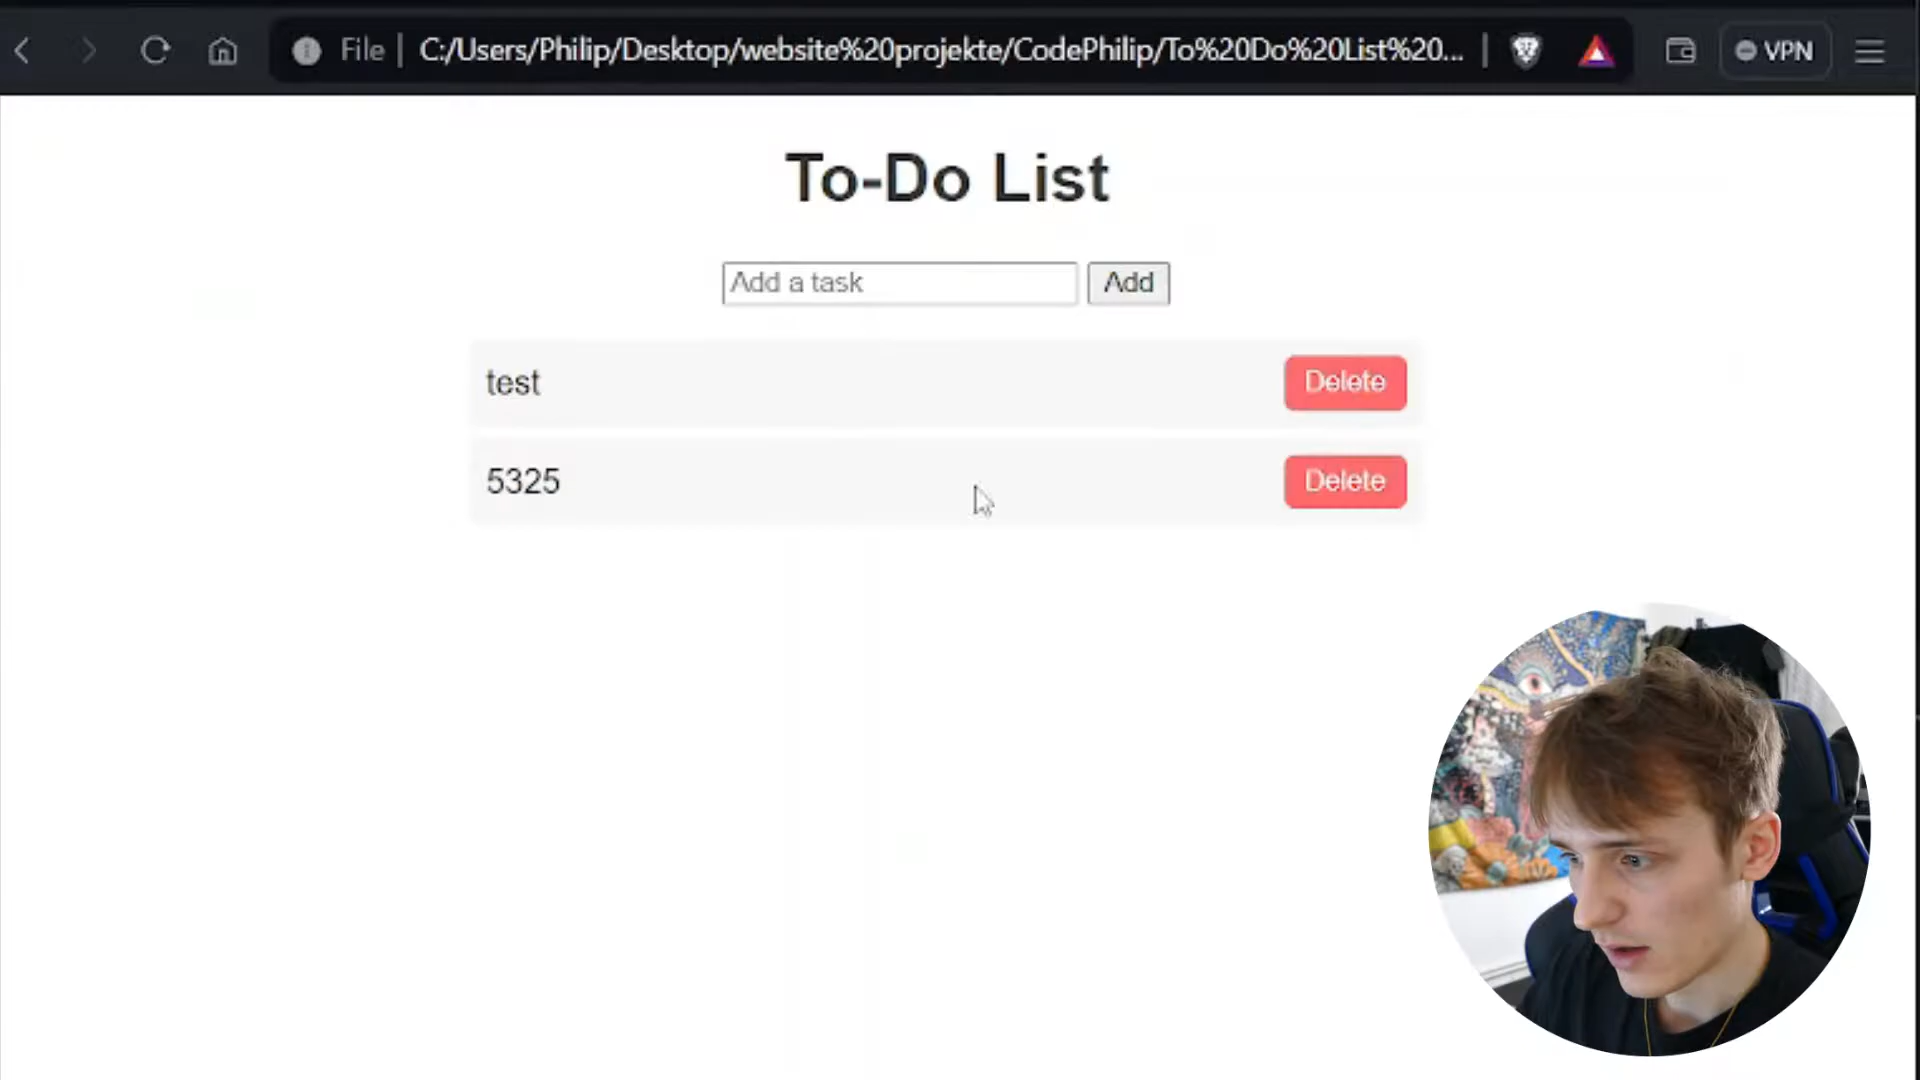 File | C:/Users/Philip/Desktop/website%20projekte/CodePhilip/To%20Do%20List%20...
VPN
To-Do List
Add a task
Add
test
Delete
5325
Delete